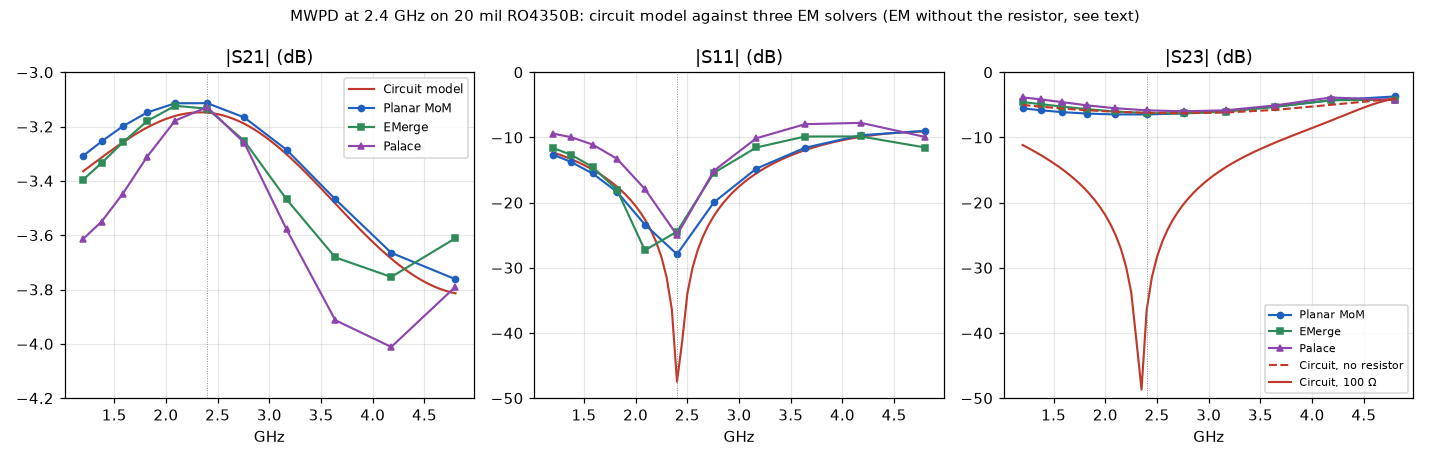 MWPD at 2.4 GHz on 20 mil RO4350B: circuit model against three EM solvers (EM without the resistor, see text)
|S21| (dB)
−3.0
−3.2
−3.4
−3.6
−3.8
−4.0
−4.2
1.5 2.0 2.5 3.0 3.5 4.0 4.5
GHz
Circuit model
Planar MoM
EMerge
Palace
|S11| (dB)
0
−10
−20
−30
−40
−50
1.5 2.0 2.5 3.0 3.5 4.0 4.5
GHz
|S23| (dB)
0
−10
−20
−30
−40
−50
1.5 2.0 2.5 3.0 3.5 4.0 4.5
GHz
Planar MoM
EMerge
Palace
Circuit, no resistor
Circuit, 100 Ω